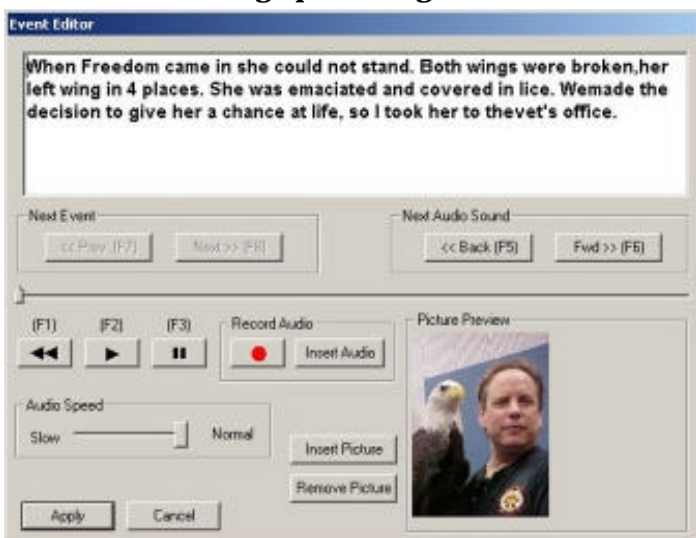 Event Editor
When Freedom came in she could not stand. Both wings were broken,her
left wing in 4 places. She was emaciated and covered in lice. Wemade the
decision to give her a chance at life, so I took her to thevet's office.
Next Event
Next Audio Sound
<< Prev (F7)
Next >> (F8)
<< Back (F5)
Fwd >> (F6)
(F1)
(F2)
(F3)
Record Audio
Picture Preview
Insert Audio
Audio Speed
Slow
Normal
Insert Picture
Remove Picture
Apply
Cancel